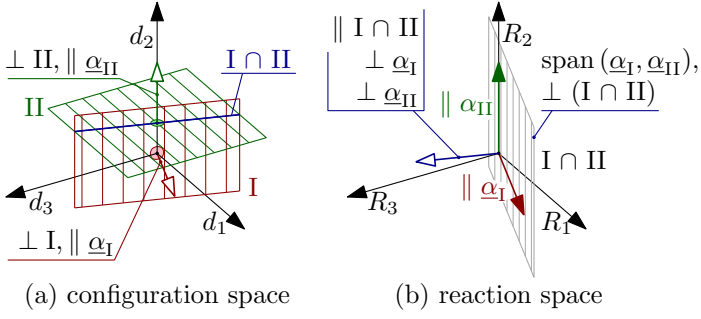 d₂
⊥ II, ∥ α_II
I ∩ II
II
I
d₃
d₁
⊥ I, ∥ α_I
(a) configuration space
∥ I ∩ II
⊥ α_I
⊥ α_II
R₂
span (α_I, α_II),
⊥ (I ∩ II)
∥ α_II
I ∩ II
∥ α_I
R₃
R₁
(b) reaction space